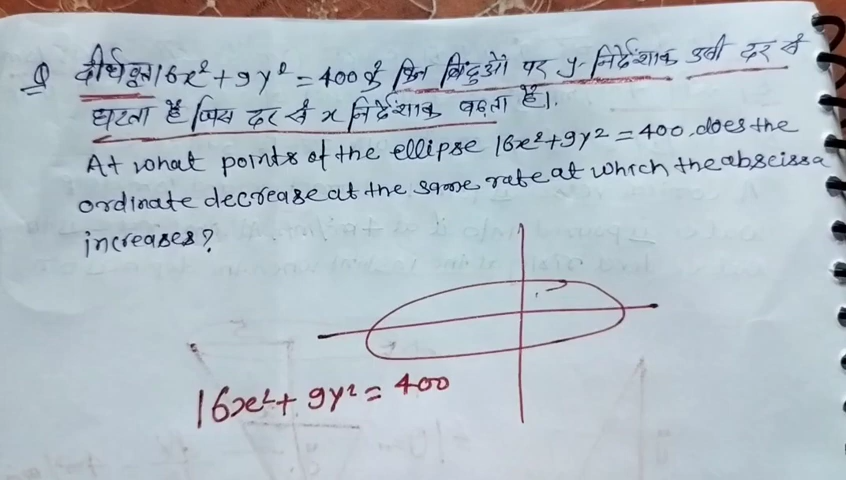 Q दीर्घवृत्त 16x² + 9y² = 400 के किन बिंदुओं पर y-निर्देशांक उसी दर से
घटता है जिस दर से x निर्देशांक बढ़ता है।
At what points of the ellipse 16x² + 9y² = 400, does the
ordinate decrease at the same rate at which the abscissa
increases?
16x² + 9y² = 400